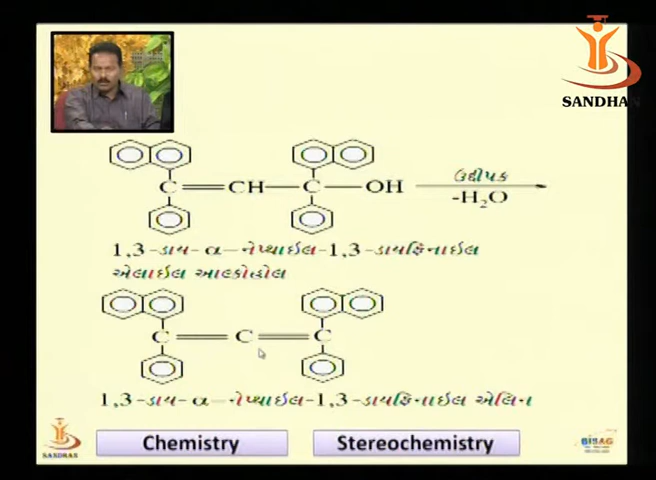 SANDHAN
ઉદ્દીપક
C CH C OH
-H₂O
1,3-ડાય- α-નેપ્થાઈલ-1,3-ડાયફિનાઈલ
એલાઈલ આલ્કોહોલ
C C C
1,3-ડાય- α-નેપ્થાઈલ-1,3-ડાયફિનાઈલ એલિન
SANDHAN
Chemistry
Stereochemistry
BISAG